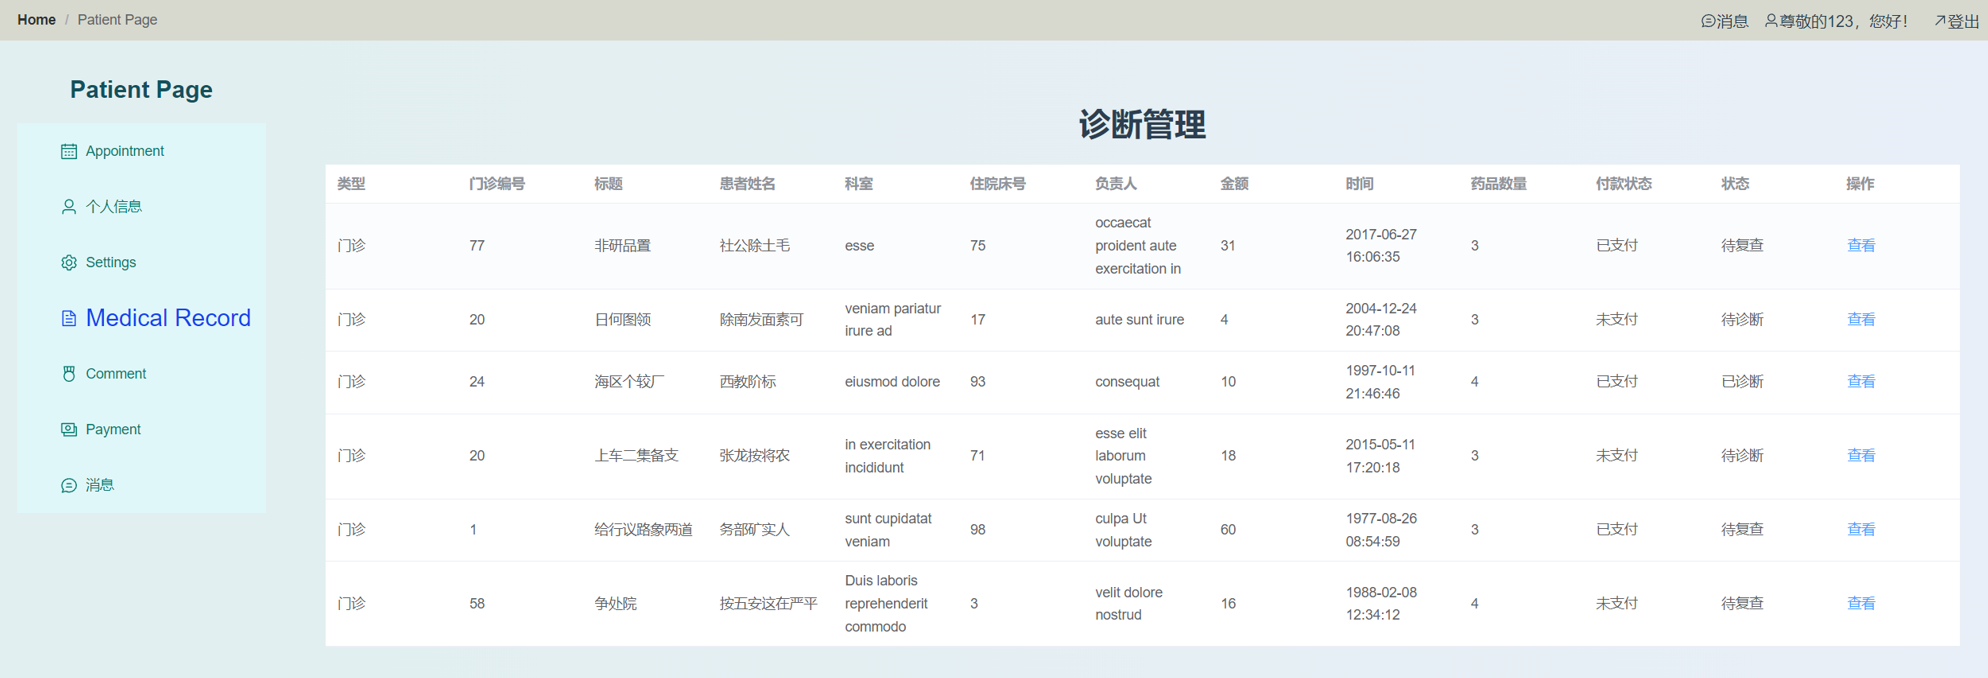 Home / Patient Page
消息 尊敬的123，您好！ 登出
Patient Page
Appointment
个人信息
Settings
Medical Record
Comment
Payment
消息
诊断管理
类型 门诊编号 标题 患者姓名 科室 住院床号 负责人 金额 时间 药品数量 付款状态 状态 操作
门诊 77 非研品置 社公除土毛 esse 75 occaecat proident aute exercitation in 31 2017-06-27 16:06:35 3 已支付 待复查 查看
门诊 20 日何图领 除南发面素可 veniam pariatur irure ad 17 aute sunt irure 4 2004-12-24 20:47:08 3 未支付 待诊断 查看
门诊 24 海区个较厂 西教阶标 eiusmod dolore 93 consequat 10 1997-10-11 21:46:46 4 已支付 已诊断 查看
门诊 20 上车二集备支 张龙按将农 in exercitation incididunt 71 esse elit laborum voluptate 18 2015-05-11 17:20:18 3 未支付 待诊断 查看
门诊 1 给行议路象两道 务部矿实人 sunt cupidatat veniam 98 culpa Ut voluptate 60 1977-08-26 08:54:59 3 已支付 待复查 查看
门诊 58 争处院 按五安这在严平 Duis laboris reprehenderit commodo 3 velit dolore nostrud 16 1988-02-08 12:34:12 4 未支付 待复查 查看